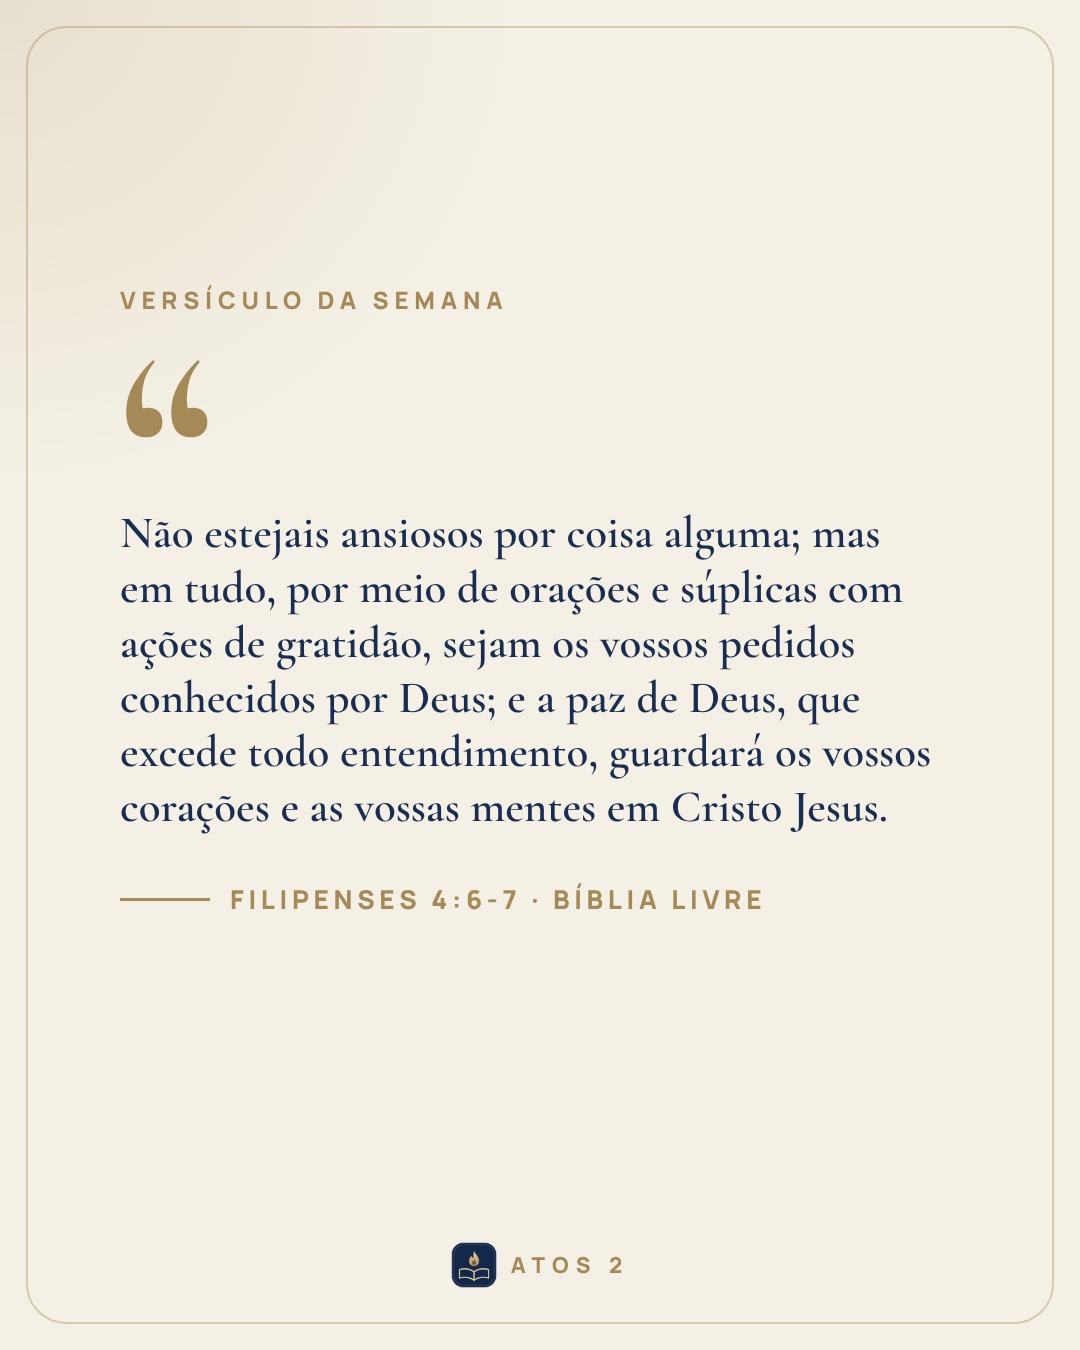 VERSÍCULO DA SEMANA
“
Não estejais ansiosos por coisa alguma; mas
em tudo, por meio de orações e súplicas com
ações de gratidão, sejam os vossos pedidos
conhecidos por Deus; e a paz de Deus, que
excede todo entendimento, guardará os vossos
corações e as vossas mentes em Cristo Jesus.
FILIPENSES 4:6-7 · BÍBLIA LIVRE
ATOS 2